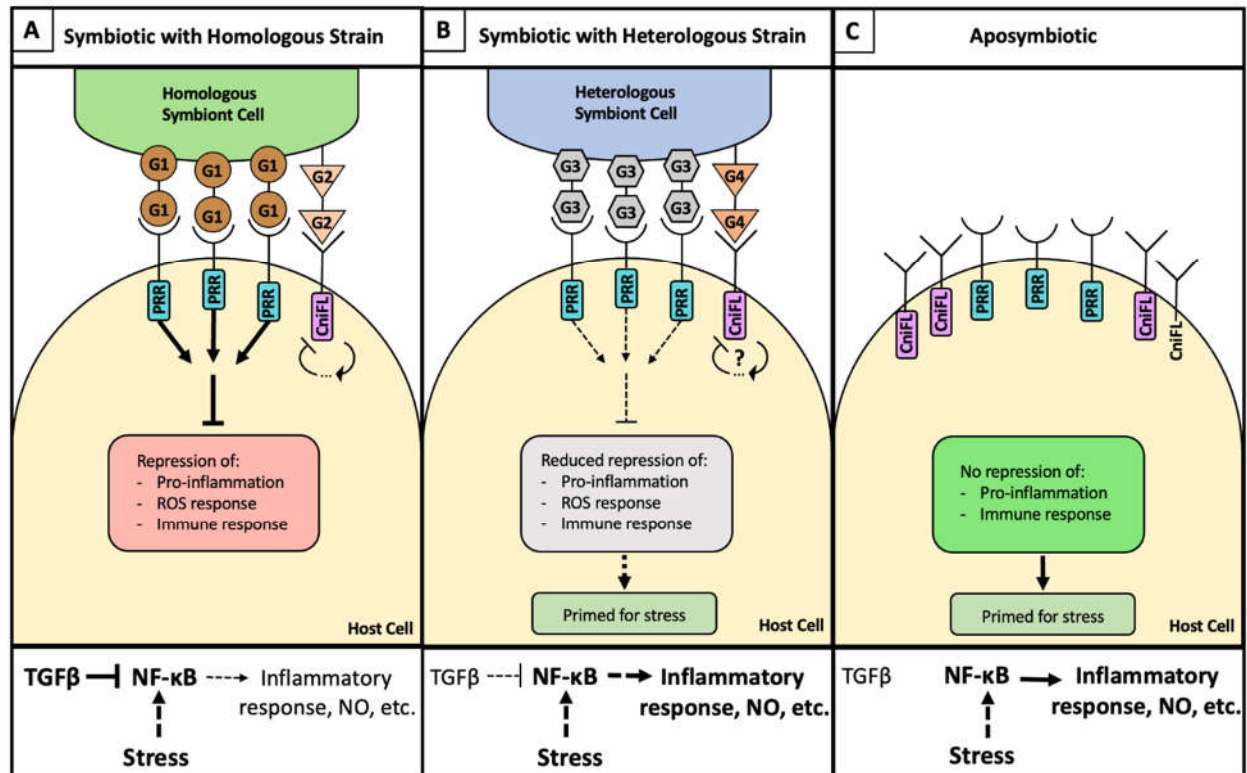 A
Symbiotic with Homologous Strain
Homologous
Symbiont Cell
G1
G1
G1
G2
G1
G1
G1
G2
PRR
PRR
PRR
CniFL
...
Repression of:
- Pro-inflammation
- ROS response
- Immune response
Host Cell
TGFβ NF-κB Inflammatory
response, NO, etc.
Stress
B
Symbiotic with Heterologous Strain
Heterologous
Symbiont Cell
G3
G3
G3
G4
G3
G3
G3
G4
PRR
PRR
PRR
CniFL
?
...
Reduced repression of:
- Pro-inflammation
- ROS response
- Immune response
Primed for stress
Host Cell
TGFβ NF-κB Inflammatory
response, NO, etc.
Stress
C
Aposymbiotic
CniFL
CniFL
PRR
PRR
PRR
CniFL
CniFL
No repression of:
- Pro-inflammation
- Immune response
Primed for stress
Host Cell
TGFβ NF-κB Inflammatory
response, NO, etc.
Stress